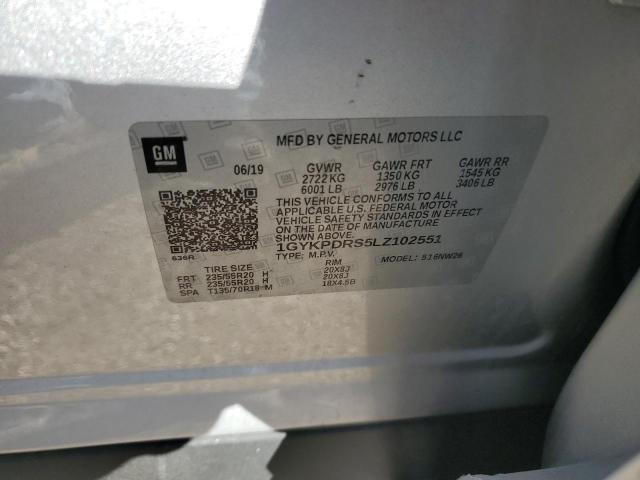 GM
MFD BY GENERAL MOTORS LLC
06/19 GVWR GAWR FRT GAWR RR
2722 KG 1350 KG 1545 KG
6001 LB 2976 LB 3406 LB
THIS VEHICLE CONFORMS TO ALL
APPLICABLE U.S. FEDERAL MOTOR
VEHICLE SAFETY STANDARDS IN EFFECT
ON THE DATE OF MANUFACTURE
SHOWN ABOVE.
1GYKPDRS5LZ102551
636R
TYPE: M.P.V. MODEL: 516NW26
TIRE SIZE RIM
FRT 235/55R20 H 20X8J
RR 235/55R20 H 20X8J
SPA T135/70R18 M 18X4.5B